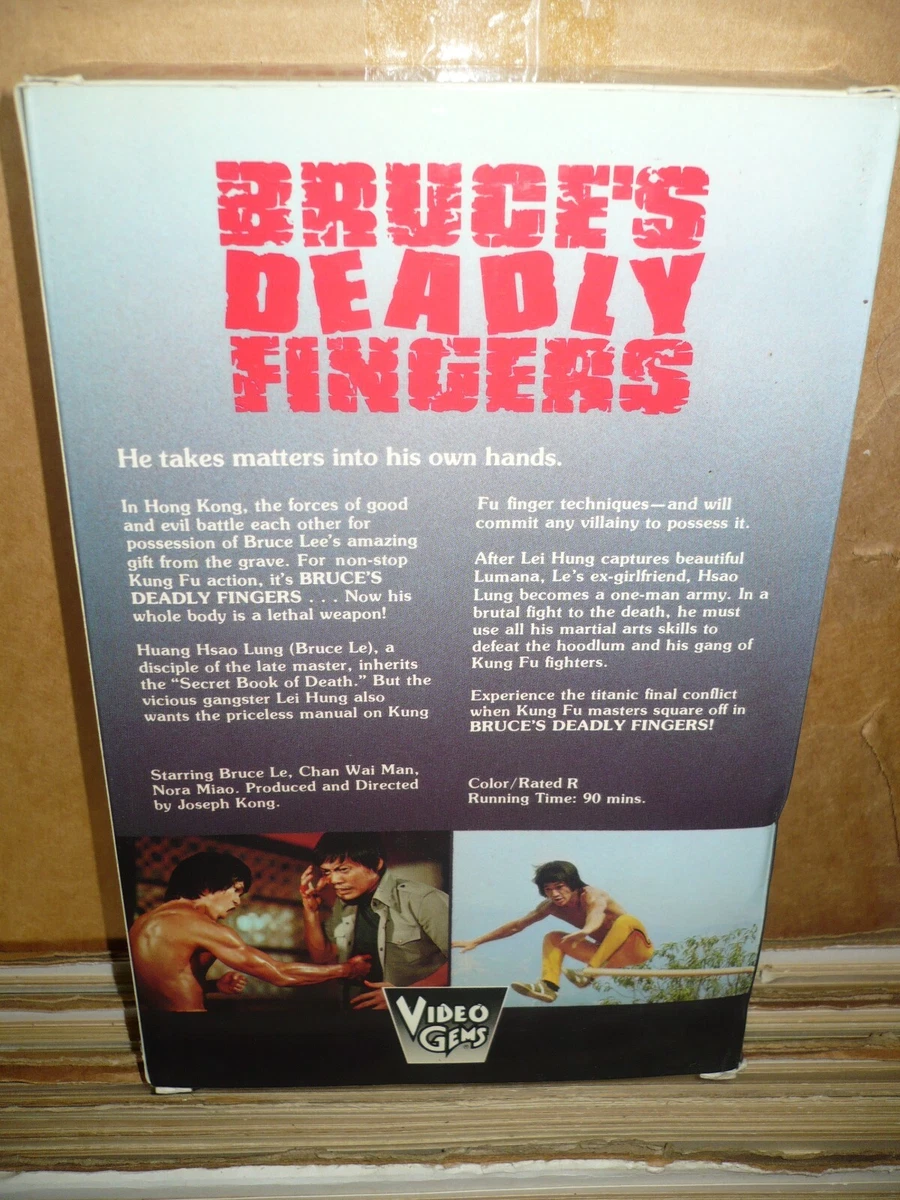 BRUCE'S
DEADLY
FINGERS
He takes matters into his own hands.
In Hong Kong, the forces of good
and evil battle each other for
possession of Bruce Lee's amazing
gift from the grave. For non-stop
Kung Fu action, it's BRUCE'S
DEADLY FINGERS . . . Now his
whole body is a lethal weapon!
Huang Hsao Lung (Bruce Le), a
disciple of the late master, inherits
the "Secret Book of Death." But the
vicious gangster Lei Hung also
wants the priceless manual on Kung
Fu finger techniques—and will
commit any villainy to possess it.
After Lei Hung captures beautiful
Lumana, Le's ex-girlfriend, Hsao
Lung becomes a one-man army. In a
brutal fight to the death, he must
use all his martial arts skills to
defeat the hoodlum and his gang of
Kung Fu fighters.
Experience the titanic final conflict
when Kung Fu masters square off in
BRUCE'S DEADLY FINGERS!
Starring Bruce Le, Chan Wai Man,
Nora Miao. Produced and Directed
by Joseph Kong.
Color/Rated R
Running Time: 90 mins.
VIDEO
GEMS